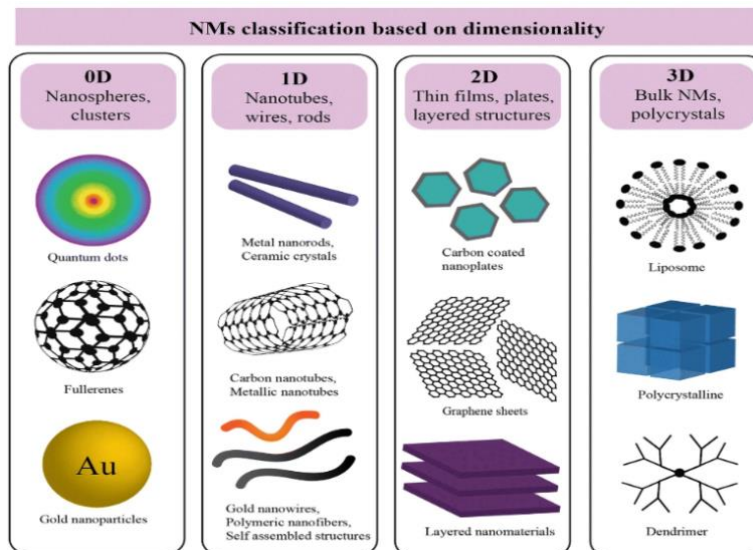 NMs classification based on dimensionality
0D
Nanospheres,
clusters
Quantum dots
Fullerenes
Au
Gold nanoparticles
1D
Nanotubes,
wires, rods
Metal nanorods,
Ceramic crystals
Carbon nanotubes,
Metallic nanotubes
Gold nanowires,
Polymeric nanofibers,
Self assembled structures
2D
Thin films, plates,
layered structures
Carbon coated
nanoplates
Graphene sheets
Layered nanomaterials
3D
Bulk NMs,
polycrystals
Liposome
Polycrystalline
Dendrimer